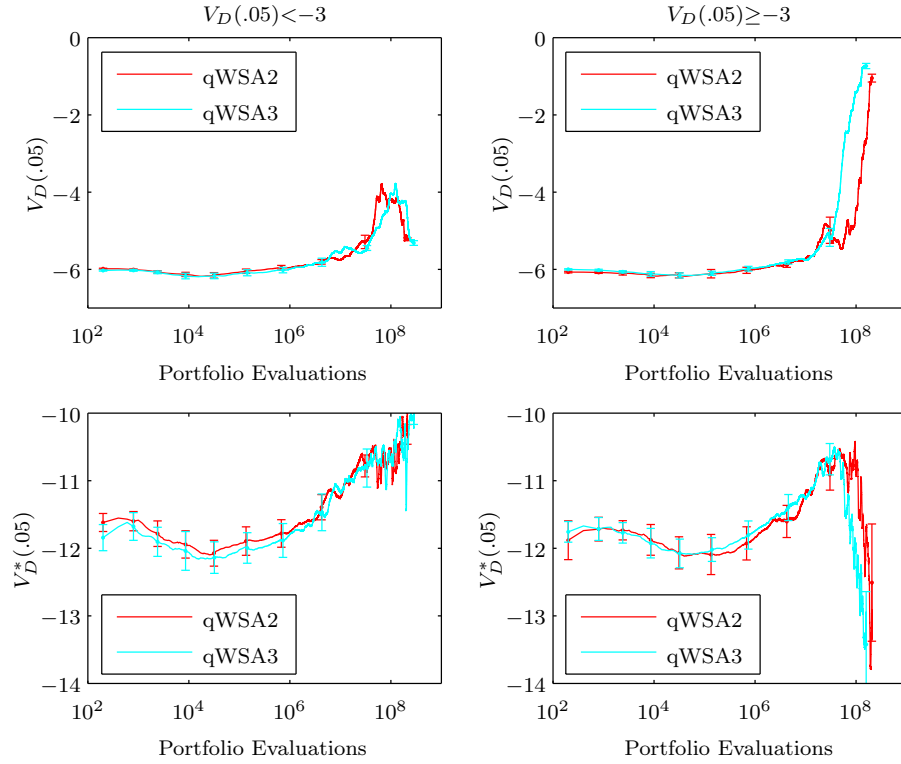 V_D(.05)<−3
V_D(.05)≥−3
0
−2
−4
−6
V_D(.05)
qWSA2
qWSA3
10^2
10^4
10^6
10^8
Portfolio Evaluations
0
−2
−4
−6
V_D(.05)
qWSA2
qWSA3
10^2
10^4
10^6
10^8
Portfolio Evaluations
−10
−11
−12
−13
−14
V_D^*(.05)
qWSA2
qWSA3
10^2
10^4
10^6
10^8
Portfolio Evaluations
−10
−11
−12
−13
−14
V_D^*(.05)
qWSA2
qWSA3
10^2
10^4
10^6
10^8
Portfolio Evaluations